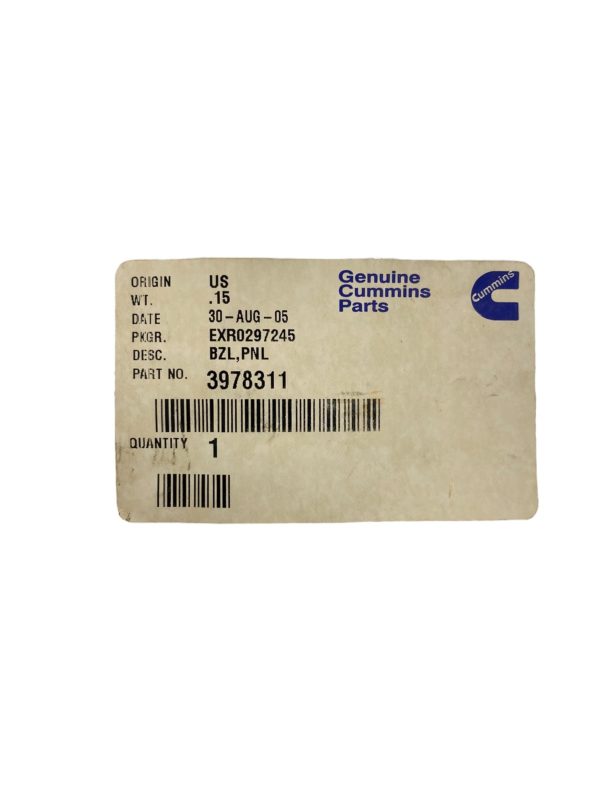 ORIGIN US
WT. .15
DATE 30-AUG-05
PKGR. EXR0297245
DESC. BZL,PNL
PART NO. 3978311
QUANTITY 1
Genuine
Cummins
Parts
Cummins